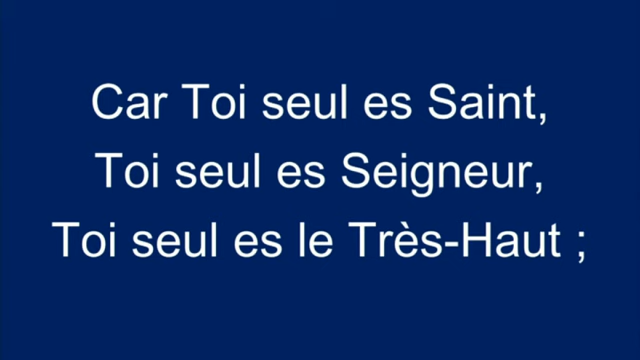 Car Toi seul es Saint,
Toi seul es Seigneur,
Toi seul es le Très-Haut ;